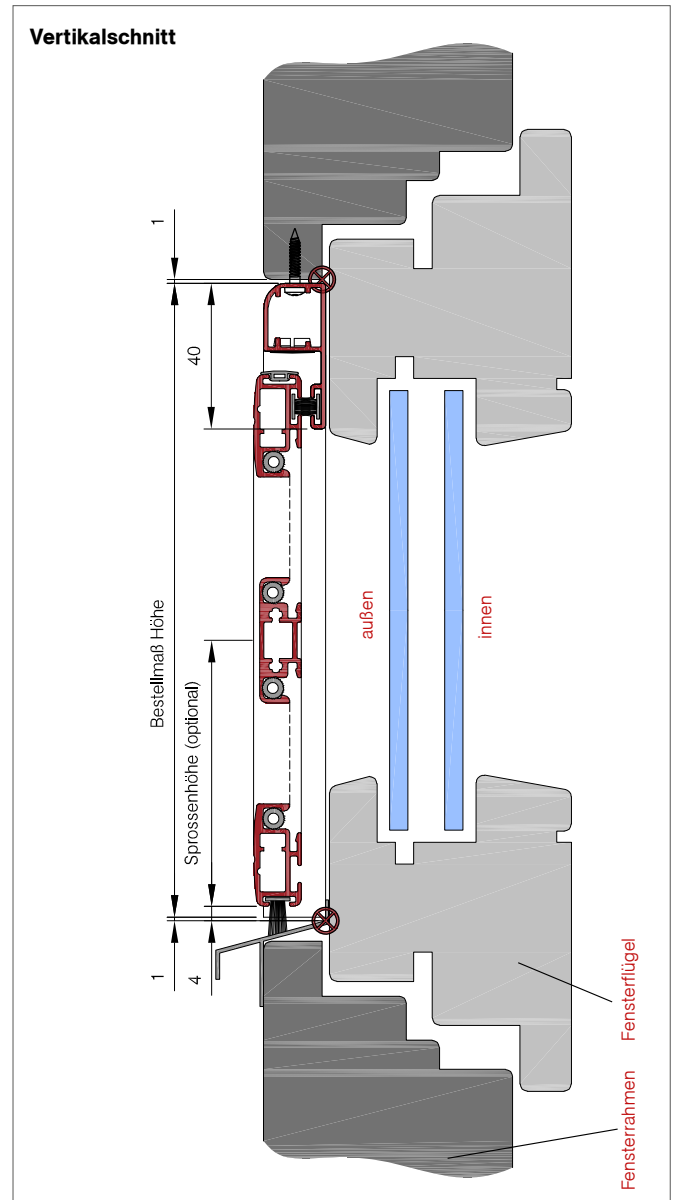 Vertikalschnitt
1
40
Bestellmaß Höhe
Sprossenhöhe (optional)
außen
innen
1
4
Fensterflügel
Fensterrahmen